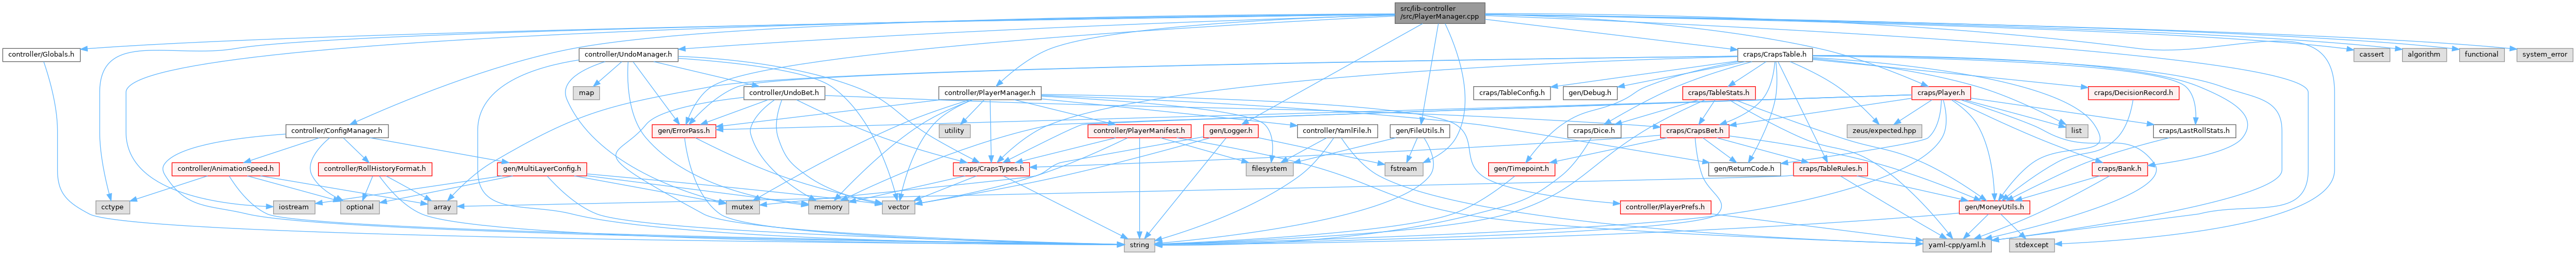 src/lib-controller
/src/PlayerManager.cpp
controller/Globals.h
controller/UndoManager.h
craps/CrapsTable.h
cassert
algorithm
functional
system_error
map
controller/UndoBet.h
controller/PlayerManager.h
craps/TableConfig.h
gen/Debug.h
craps/TableStats.h
craps/Player.h
craps/DecisionRecord.h
controller/ConfigManager.h
gen/ErrorPass.h
utility
controller/PlayerManifest.h
gen/Logger.h
controller/YamlFile.h
gen/FileUtils.h
craps/Dice.h
craps/CrapsBet.h
zeus/expected.hpp
list
craps/LastRollStats.h
controller/AnimationSpeed.h
controller/RollHistoryFormat.h
gen/MultiLayerConfig.h
craps/CrapsTypes.h
filesystem
fstream
gen/Timepoint.h
gen/ReturnCode.h
craps/TableRules.h
craps/Bank.h
cctype
iostream
optional
array
mutex
memory
vector
controller/PlayerPrefs.h
gen/MoneyUtils.h
string
yaml-cpp/yaml.h
stdexcept